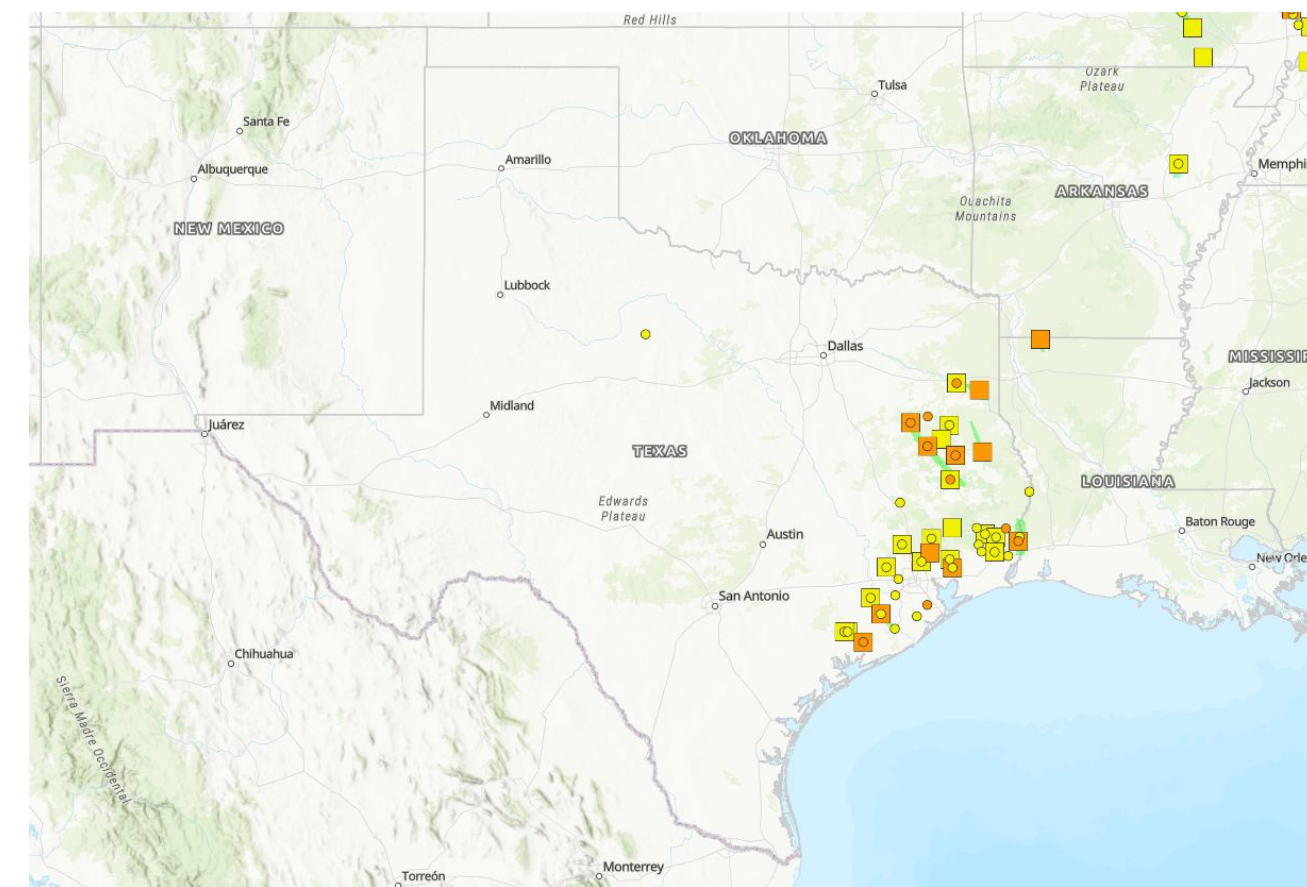 Red Hills
Ozark
Plateau
Tulsa
Santa Fe
OKLAHOMA
Amarillo
Albuquerque
Memphi
ARKANSAS
Ouachita
Mountains
NEW MEXICO
Lubbock
Dallas
MISSISSIP
Jackson
Midland
Juárez
TEXAS
LOUISIANA
Edwards
Plateau
Baton Rouge
Austin
New Orle
San Antonio
Chihuahua
Sierra Madre Occidental
Monterrey
Torreón